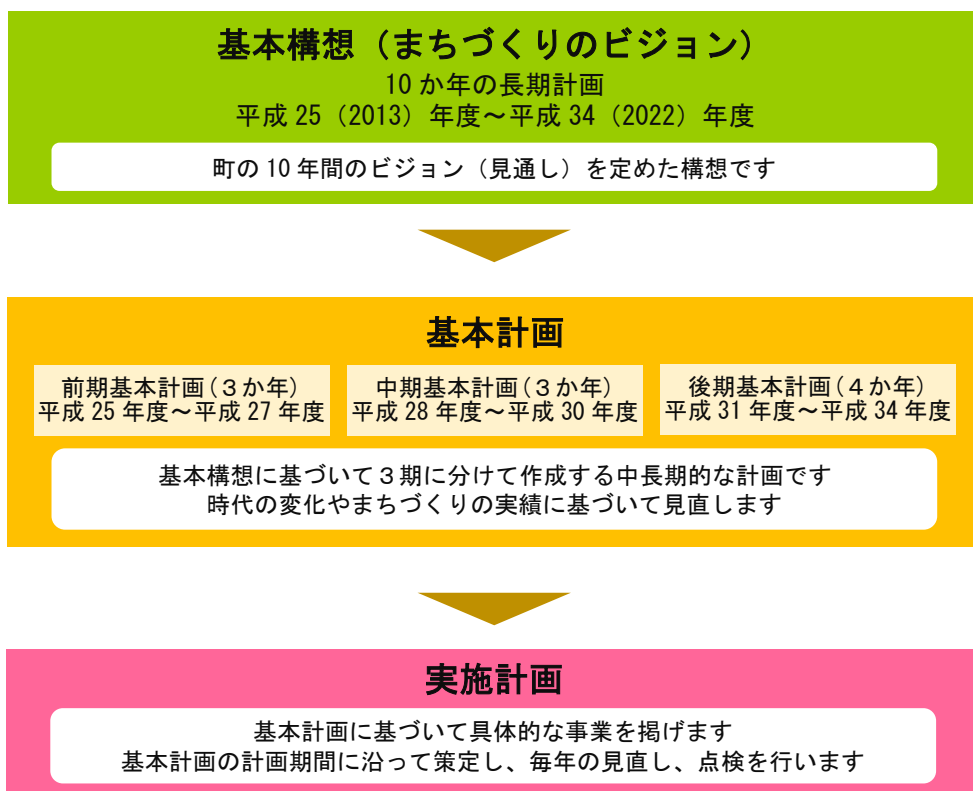 基本構想（まちづくりのビジョン）
10 か年の長期計画
平成 25（2013）年度～平成 34（2022）年度
町の 10 年間のビジョン（見通し）を定めた構想です
基本計画
前期基本計画(３か年)
平成 25 年度～平成 27 年度
中期基本計画(３か年)
平成 28 年度～平成 30 年度
後期基本計画(４か年)
平成 31 年度～平成 34 年度
基本構想に基づいて３期に分けて作成する中長期的な計画です
時代の変化やまちづくりの実績に基づいて見直します
実施計画
基本計画に基づいて具体的な事業を掲げます
基本計画の計画期間に沿って策定し、毎年の見直し、点検を行います